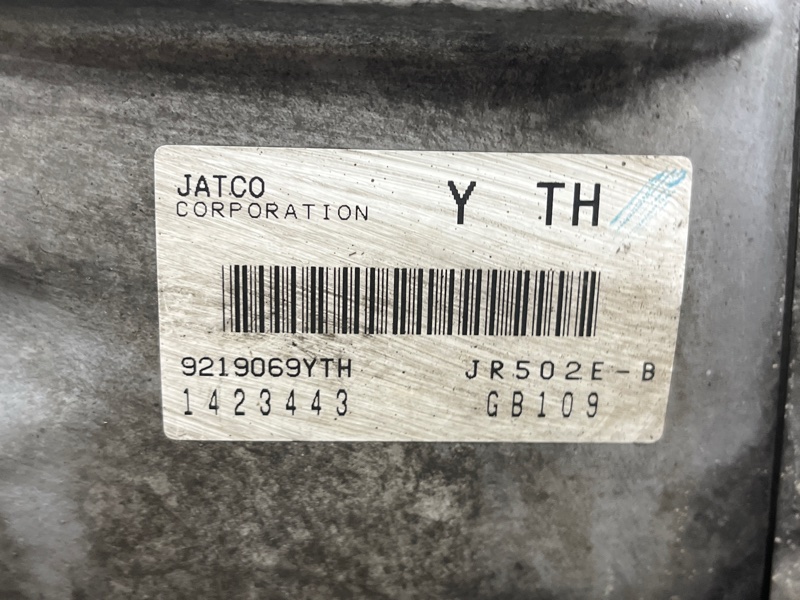 JATCO Y TH
CORPORATION
9219069YTH JR502E-B
1423443 GB109